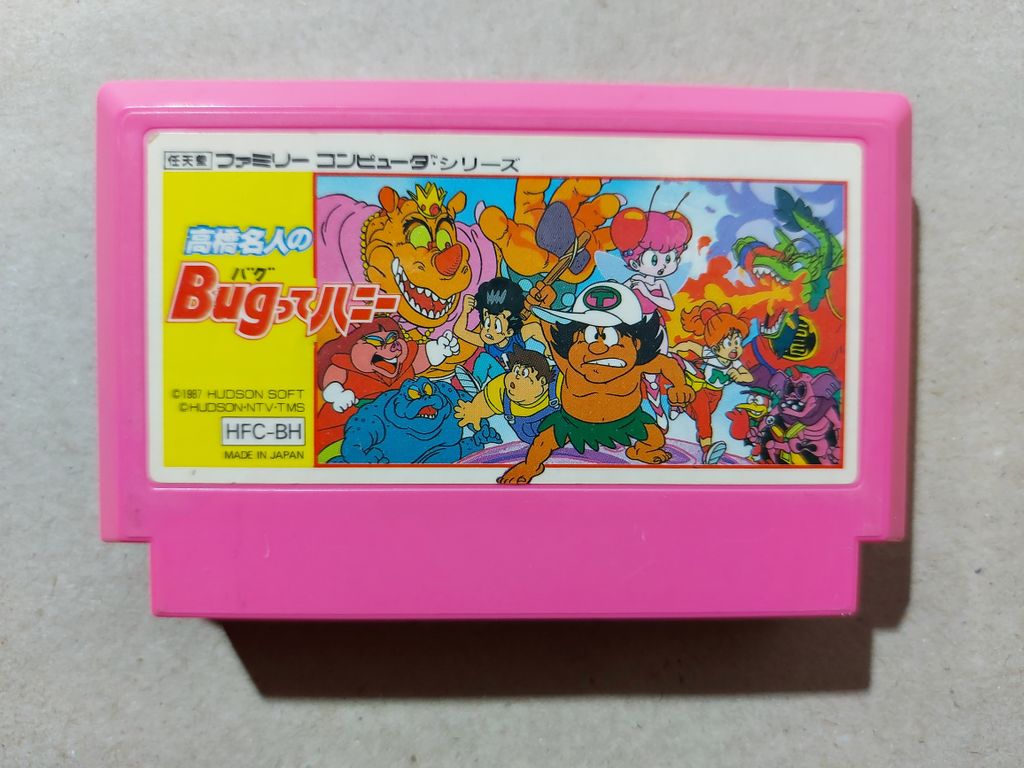 任天堂 ファミリー コンピュータ シリーズ
高橋名人の
バグ
Bugってハニー
©1987 HUDSON SOFT
©HUDSON・NTV・TMS
HFC-BH
MADE IN JAPAN
T
N